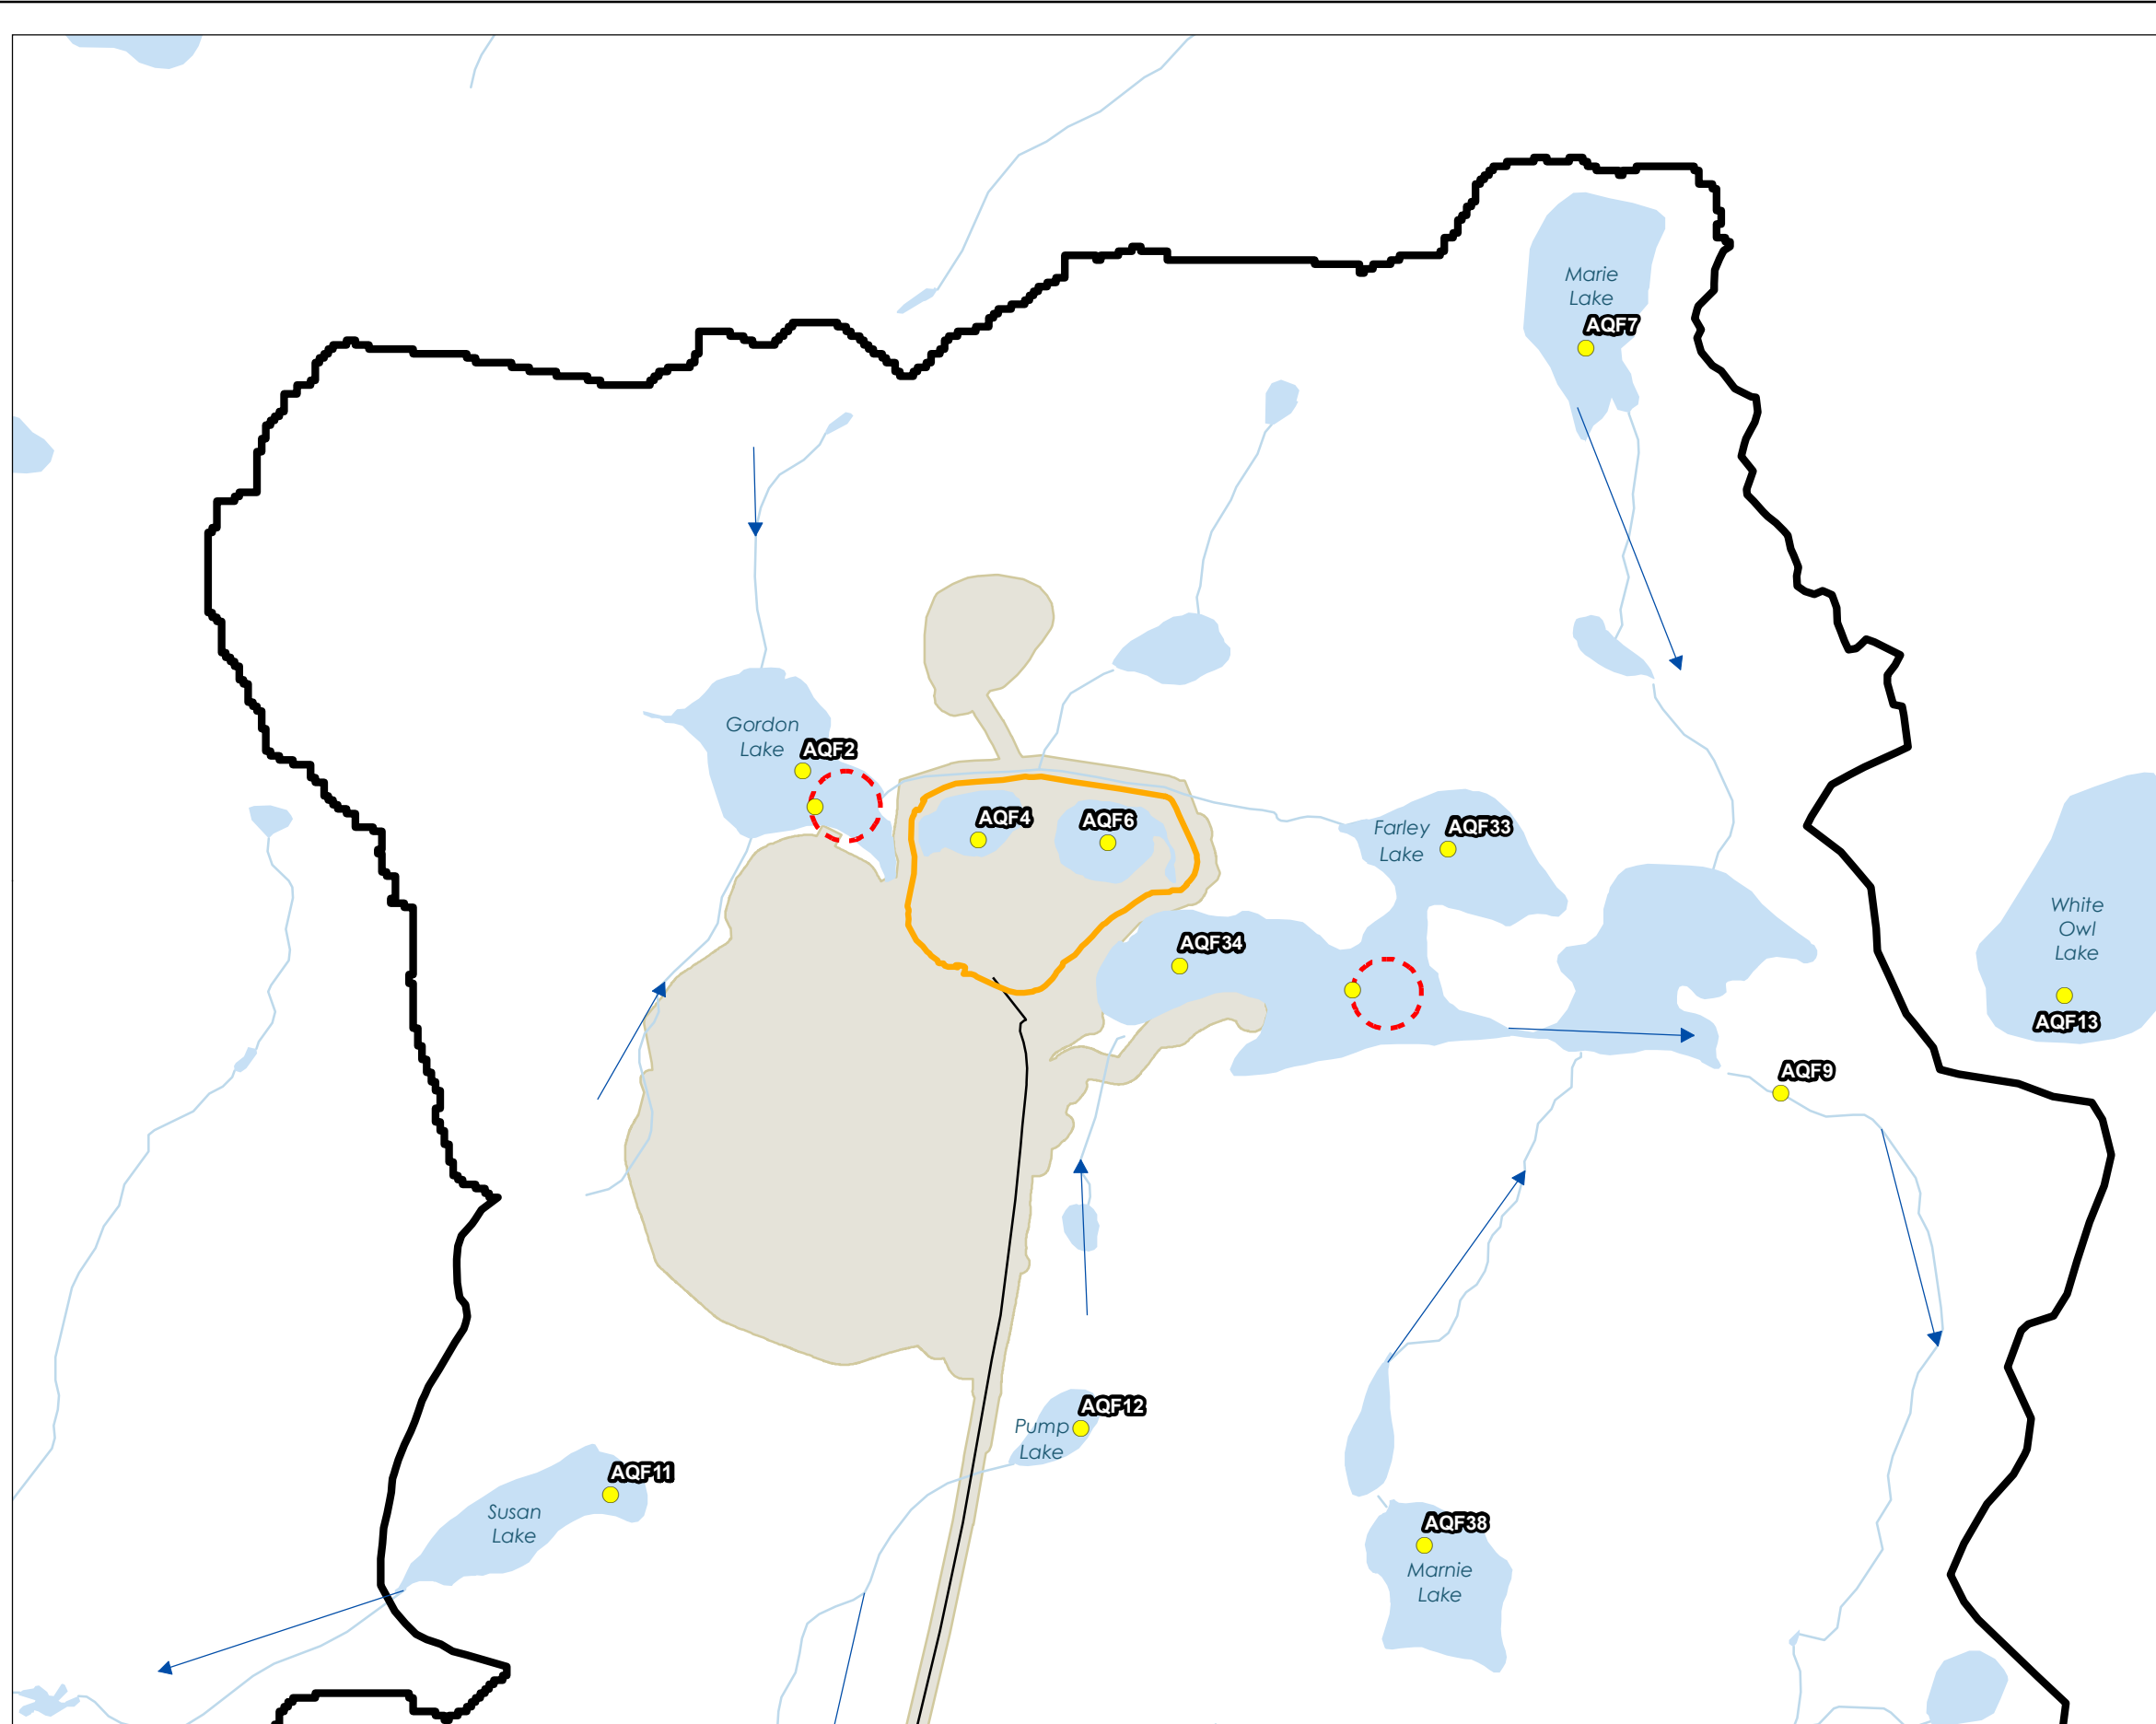 Marie
Lake
AQF7
Gordon
Lake
AQF2
AQF4
AQF6
Farley
Lake
AQF33
White
Owl
Lake
AQF34
AQF13
AQF9
Pump
Lake
AQF12
AQF11
Susan
Lake
AQF38
Marnie
Lake